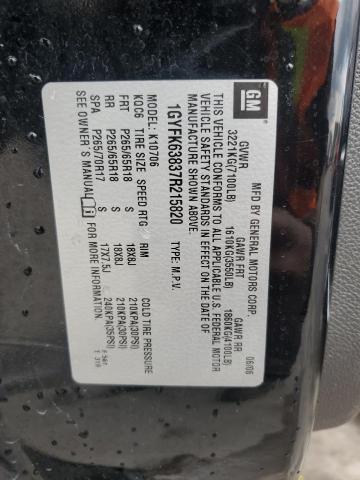 GM
MFD BY GENERAL MOTORS CORP.
06/06
GVWR GAWR FRT GAWR RR
3221KG(7100LB) 1610KG(3550LB) 1860KG(4100LB)
THIS VEHICLE CONFORMS TO ALL APPLICABLE U.S. FEDERAL MOTOR
VEHICLE SAFETY STANDARDS IN EFFECT ON THE DATE OF
MANUFACTURE SHOWN ABOVE.
1GYFK63837R215820 TYPE: M.P.V.
MODEL: K10706
KOC6 TIRE SIZE SPEED RTG RIM COLD TIRE PRESSURE
FRT P265/65R18 S 18X8J 210KPA(30PSI)
RR P265/65R18 S 18X8J 210KPA(30PSI)
SPA P265/70R17 S 17X7.5J 240KPA(35PSI)
SEE OWNER'S MANUAL FOR MORE INFORMATION.